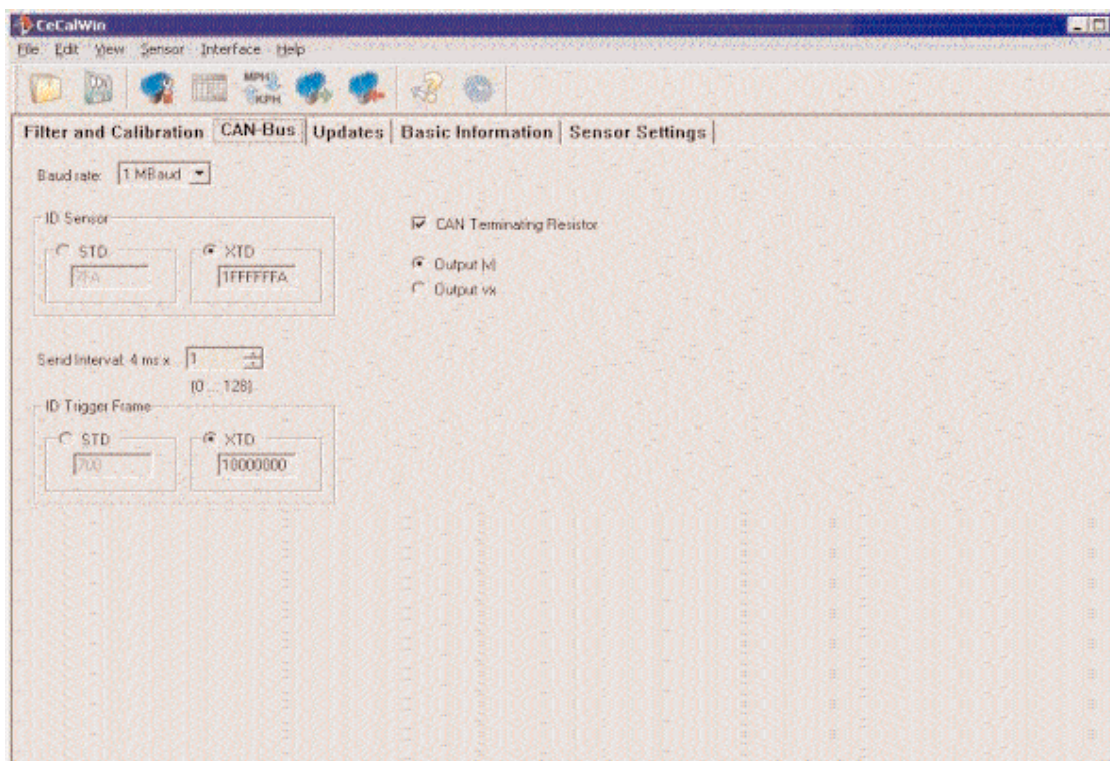 CeCalWin
File Edit View Sensor Interface Help
MPH
KPH
Filter and Calibration CAN-Bus Updates Basic Information Sensor Settings
Baud rate: 1 MBaud
ID Sensor
CAN Terminating Resistor
STD XTD
1FFFFFFA
Output |v|
Output vx
Send Interval: 4 ms x 1
(0 ... 128)
ID Trigger Frame
STD XTD
700